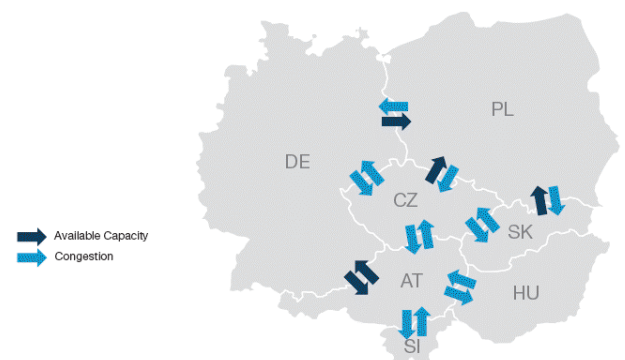 PL
DE
CZ
SK
Available Capacity
Congestion
AT
HU
SI